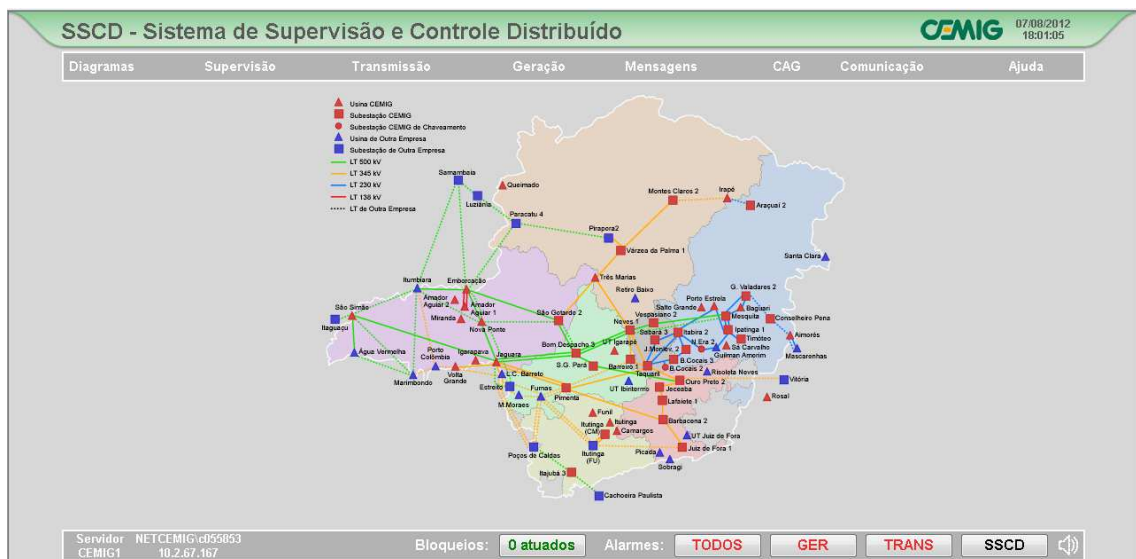 SSCD - Sistema de Supervisão e Controle Distribuído
CEMIG
07/08/2012
18:01:05
Diagramas Supervisão Transmissão Geração Mensagens CAG Comunicação Ajuda
Usina CEMIG
Subestação CEMIG
Subestação CEMIG de Chaveamento
Usina de Outra Empresa
Subestação de Outra Empresa
LT 500 kV
LT 345 kV
LT 230 kV
LT 138 kV
LT de Outra Empresa
Samambaia
Queimado
Luziânia
Montes Claros 2
Irapé
Araçuaí 2
Paracatu 4
Pirapora2
Várzea da Palma 1
Santa Clara
Itumbiara
Emborcação
Três Marias
Retiro Baixo
G. Valadares 2
Porto Estrela
Salto Grande
Baguari
Amador
Aguiar 2
Amador
Aguiar 1
São Simão
Miranda
Nova Ponte
São Gotardo 2
Vespasiano 2
Neves 1
Mesquita
Conselheiro Pena
Itaguaçu
Sabará 3
Itabira 2
Ipatinga 1
Timóteo
Aimorés
Bom Despacho 3
UT Igarapé
J.Monlev. 2
N.Era 2
Sá Carvalho
Guilman Amorim
Mascarenhas
Água Vermelha
Porto
Colômbia
Igarapava
Jaguara
S.G. Pará
Barreiro 1
Taquaril
B.Cocais 3
B.Cocais 2
Risoleta Neves
Marimbondo
Volta
Grande
L.C. Barreto
Estreito
UT Ibiritermo
Ouro Preto 2
Vitória
M.Moraes
Furnas
Pimenta
Jeceaba
Lafaiete 1
Rosal
Funil
Itutinga
Itutinga
(CM)
Camargos
Barbacena 2
UT Juiz de Fora
Poços de Caldas
Itutinga
(FU)
Picada
Juiz de Fora 1
Sobragi
Itajubá 3
Cachoeira Paulista
Servidor NETCEMIG\c055853
CEMIG1 10.2.67.167
Bloqueios: 0 atuados Alarmes: TODOS GER TRANS SSCD